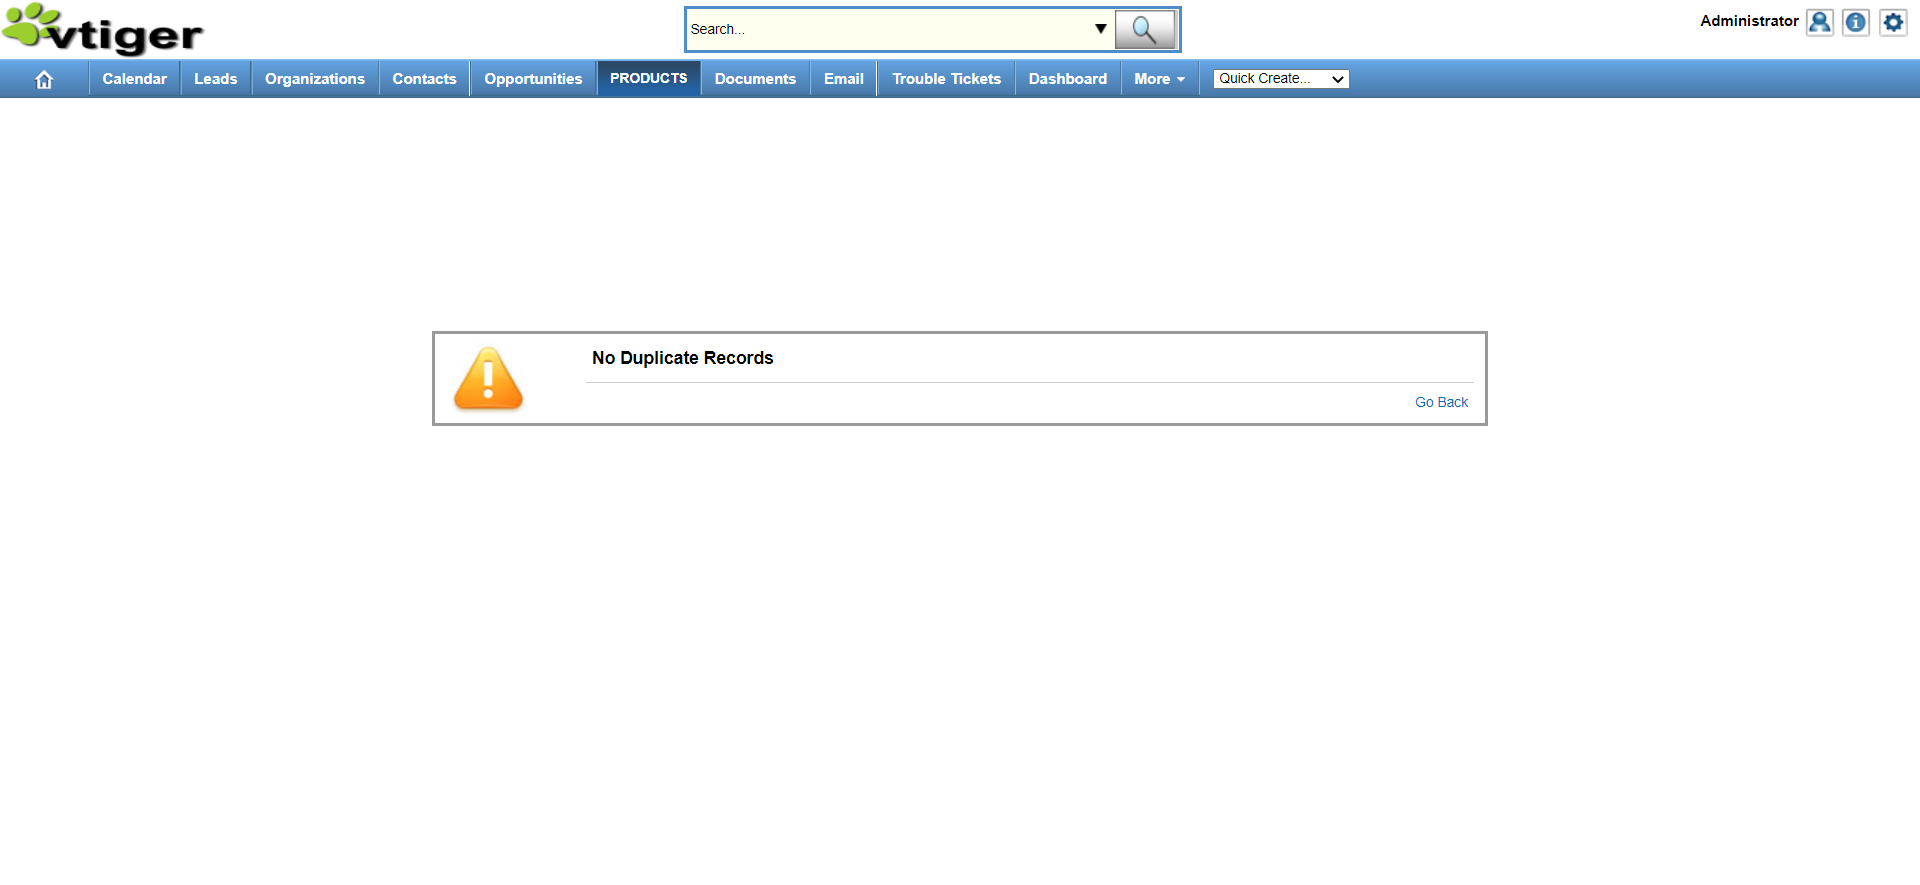 vtiger
Search...
Administrator
Calendar
Leads
Organizations
Contacts
Opportunities
PRODUCTS
Documents
Email
Trouble Tickets
Dashboard
More
Quick Create...
No Duplicate Records
Go Back